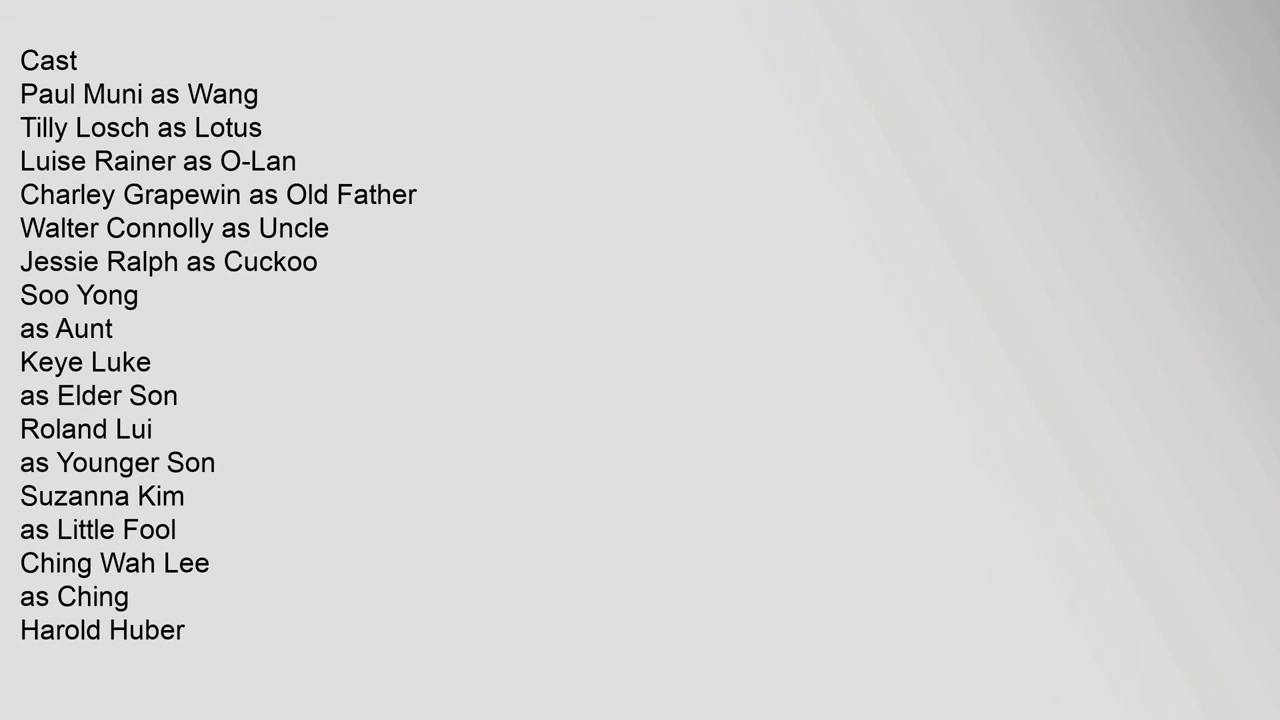 Cast
Paul Muni as Wang
Tilly Losch as Lotus
Luise Rainer as O-Lan
Charley Grapewin as Old Father
Walter Connolly as Uncle
Jessie Ralph as Cuckoo
Soo Yong
as Aunt
Keye Luke
as Elder Son
Roland Lui
as Younger Son
Suzanna Kim
as Little Fool
Ching Wah Lee
as Ching
Harold Huber